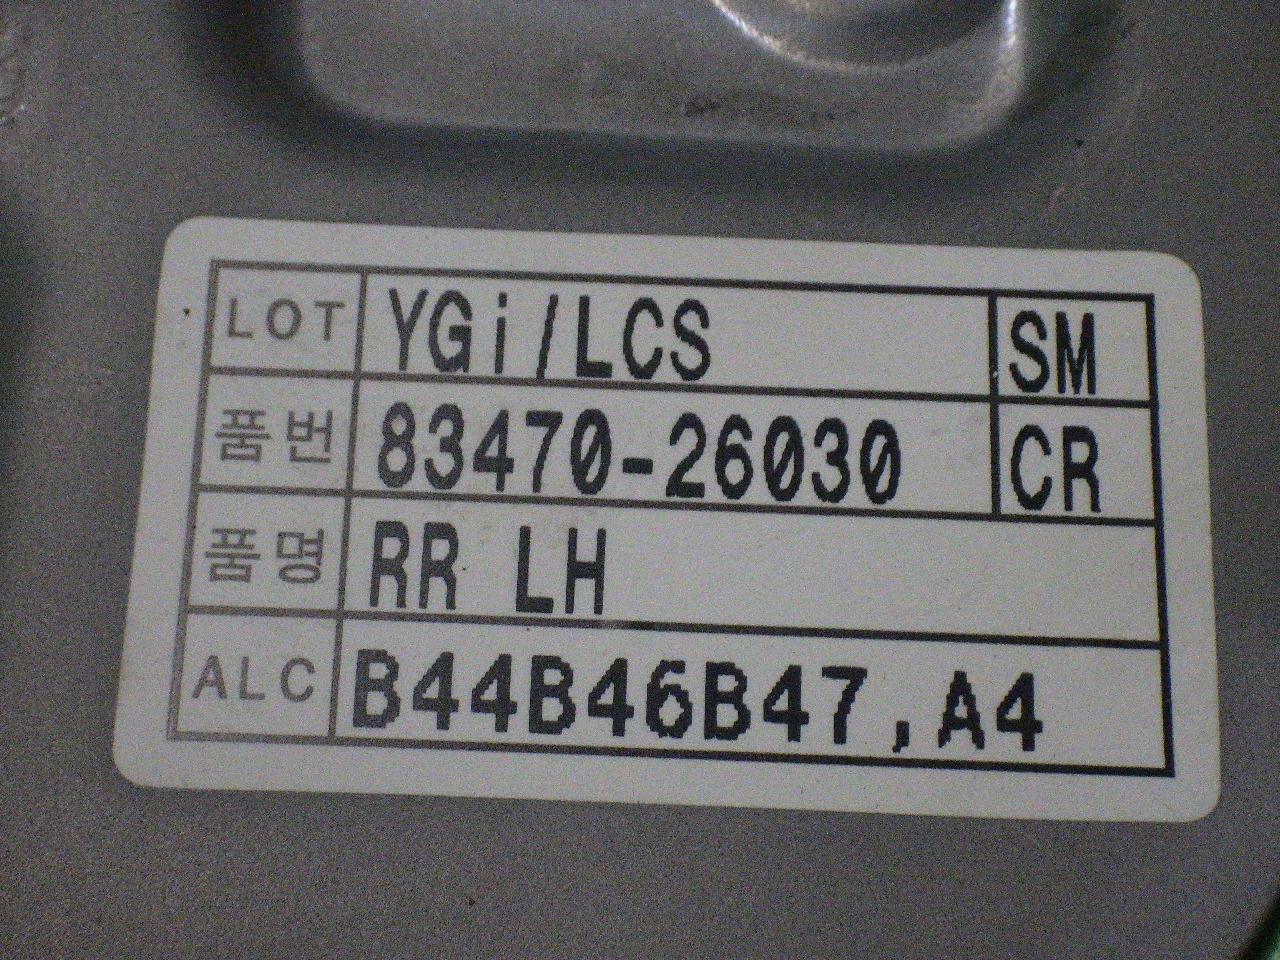 LOT YGi/LCS SM
품번 83470-26030 CR
품명 RR LH
ALC B44B46B47,A4